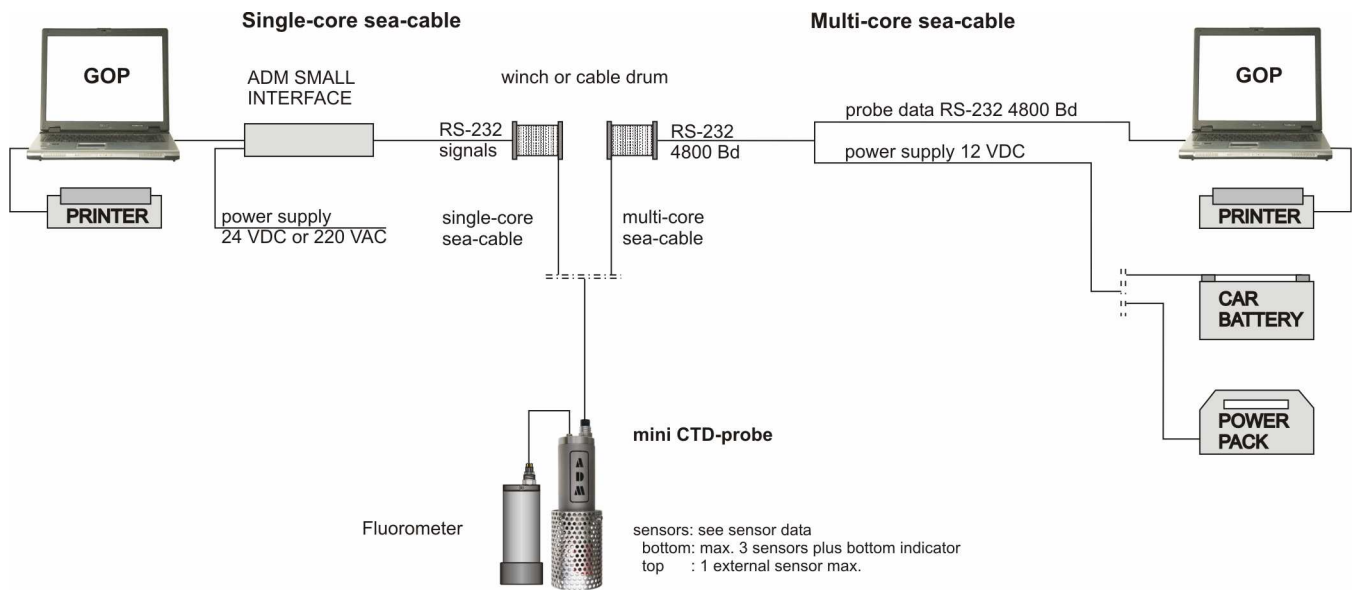 Single-core sea-cable
Multi-core sea-cable
GOP
ADM SMALL
INTERFACE
winch or cable drum
GOP
RS-232
signals
RS-232
4800 Bd
probe data RS-232 4800 Bd
power supply 12 VDC
PRINTER
power supply
24 VDC or 220 VAC
single-core
sea-cable
multi-core
sea-cable
PRINTER
CAR
BATTERY
POWER
PACK
mini CTD-probe
ADM
Fluorometer
sensors: see sensor data
bottom: max. 3 sensors plus bottom indicator
top : 1 external sensor max.